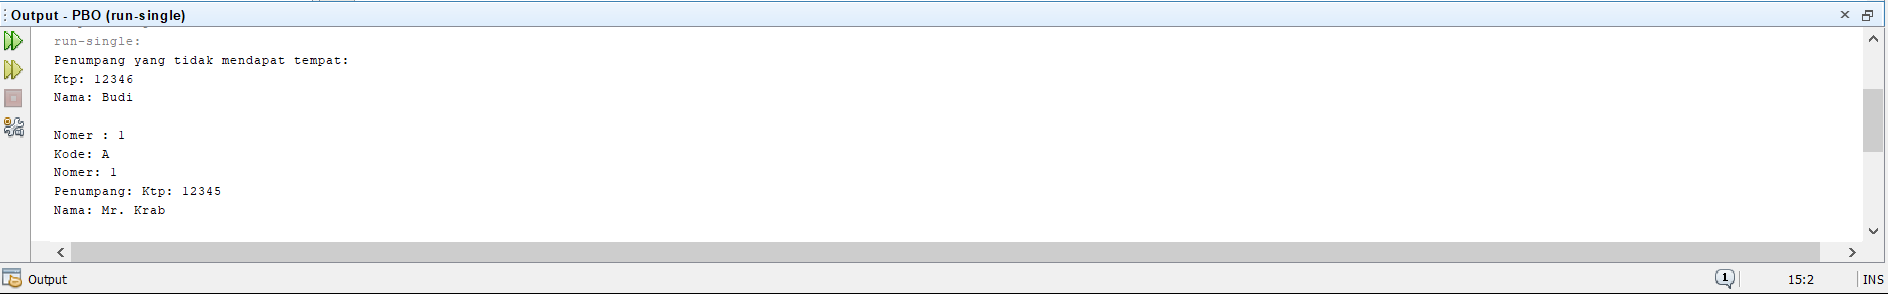 Output - PBO (run-single)
run-single:
Penumpang yang tidak mendapat tempat:
Ktp: 12346
Nama: Budi
Nomer : 1
Kode: A
Nomer: 1
Penumpang: Ktp: 12345
Nama: Mr. Krab
Output
1
15:2
INS